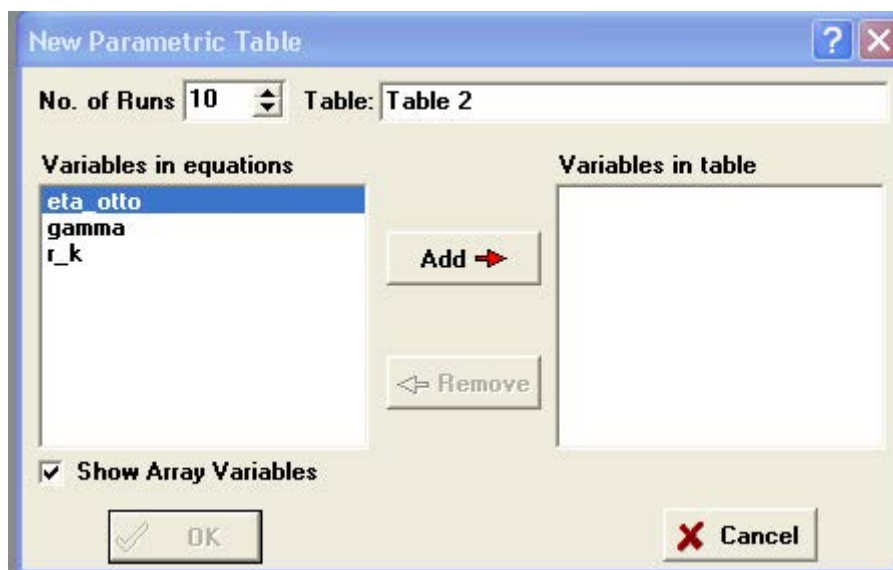 New Parametric Table
?
No. of Runs 10 Table: Table 2
Variables in equations Variables in table
eta_otto
gamma
r_k
Add
Remove
Show Array Variables
OK Cancel